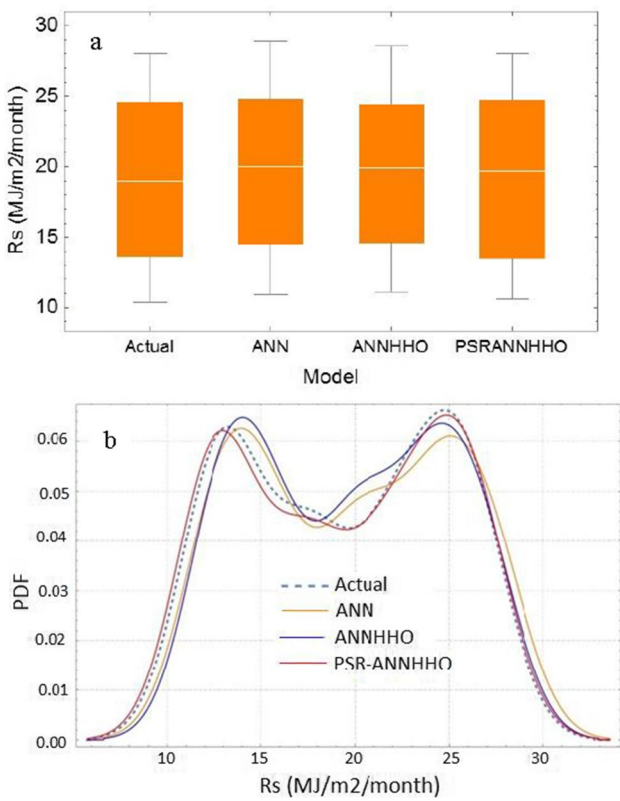 a
Rs (MJ/m2/month)
30
25
20
15
10
Actual ANN ANNHHO PSRANNHHO
Model
b
PDF
0.06
0.05
0.04
0.03
0.02
0.01
0.00
Actual
ANN
ANNHHO
PSR-ANNHHO
10 15 20 25 30
Rs (MJ/m2/month)